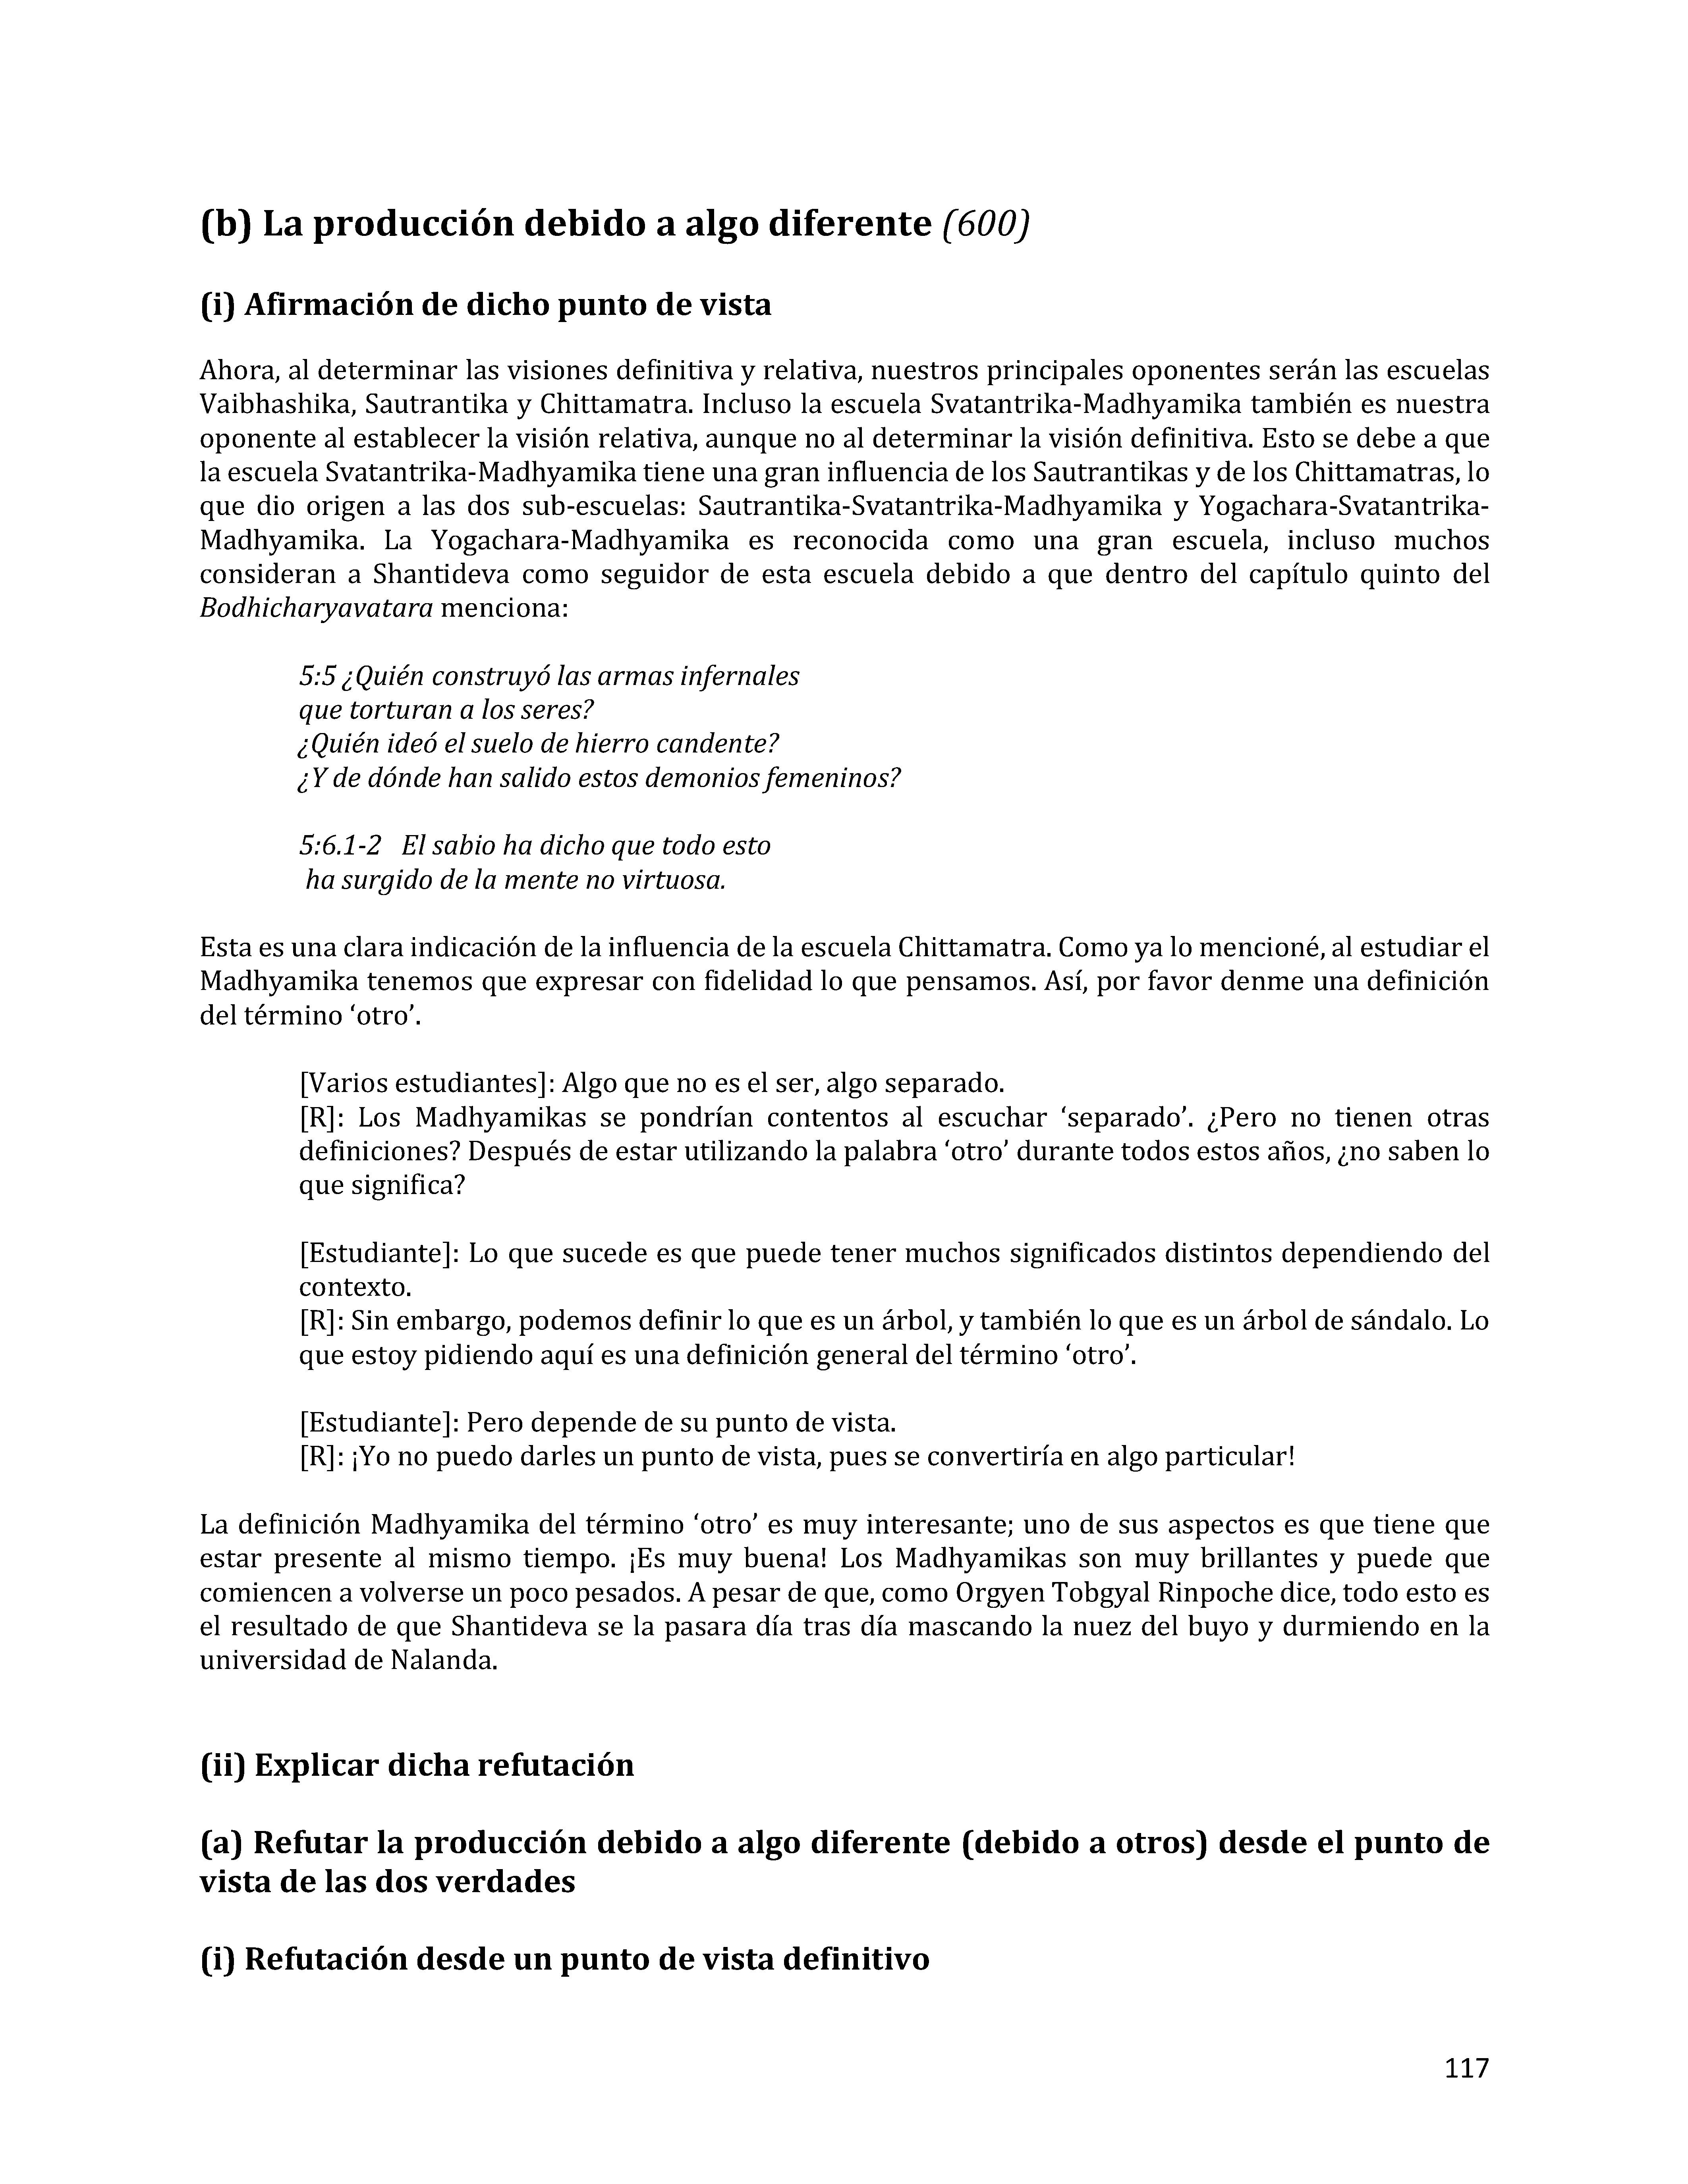 (b) La producción debido a algo diferente (600)
(i) Afirmación de dicho punto de vista
Ahora, al determinar las visiones definitiva y relativa, nuestros principales oponentes serán las escuelas
Vaibhashika, Sautrantika y Chittamatra. Incluso la escuela Svatantrika-Madhyamika también es nuestra
oponente al establecer la visión relativa, aunque no al determinar la visión definitiva. Esto se debe a que
la escuela Svatantrika-Madhyamika tiene una gran influencia de los Sautrantikas y de los Chittamatras, lo
que dio origen a las dos sub-escuelas: Sautrantika-Svatantrika-Madhyamika y Yogachara-Svatantrika-
Madhyamika. La Yogachara-Madhyamika es reconocida como una gran escuela, incluso muchos
consideran a Shantideva como seguidor de esta escuela debido a que dentro del capítulo quinto del
Bodhicharyavatara menciona:
5:5 ¿Quién construyó las armas infernales
que torturan a los seres?
¿Quién ideó el suelo de hierro candente?
¿Y de dónde han salido estos demonios femeninos?
5:6.1-2 El sabio ha dicho que todo esto
ha surgido de la mente no virtuosa.
Esta es una clara indicación de la influencia de la escuela Chittamatra. Como ya lo mencioné, al estudiar el
Madhyamika tenemos que expresar con fidelidad lo que pensamos. Así, por favor denme una definición
del término ‘otro’.
[Varios estudiantes]: Algo que no es el ser, algo separado.
[R]: Los Madhyamikas se pondrían contentos al escuchar ‘separado’. ¿Pero no tienen otras
definiciones? Después de estar utilizando la palabra ‘otro’ durante todos estos años, ¿no saben lo
que significa?
[Estudiante]: Lo que sucede es que puede tener muchos significados distintos dependiendo del
contexto.
[R]: Sin embargo, podemos definir lo que es un árbol, y también lo que es un árbol de sándalo. Lo
que estoy pidiendo aquí es una definición general del término ‘otro’.
[Estudiante]: Pero depende de su punto de vista.
[R]: ¡Yo no puedo darles un punto de vista, pues se convertiría en algo particular!
La definición Madhyamika del término ‘otro’ es muy interesante; uno de sus aspectos es que tiene que
estar presente al mismo tiempo. ¡Es muy buena! Los Madhyamikas son muy brillantes y puede que
comiencen a volverse un poco pesados. A pesar de que, como Orgyen Tobgyal Rinpoche dice, todo esto es
el resultado de que Shantideva se la pasara día tras día mascando la nuez del buyo y durmiendo en la
universidad de Nalanda.
(ii) Explicar dicha refutación
(a) Refutar la producción debido a algo diferente (debido a otros) desde el punto de
vista de las dos verdades
(i) Refutación desde un punto de vista definitivo
117